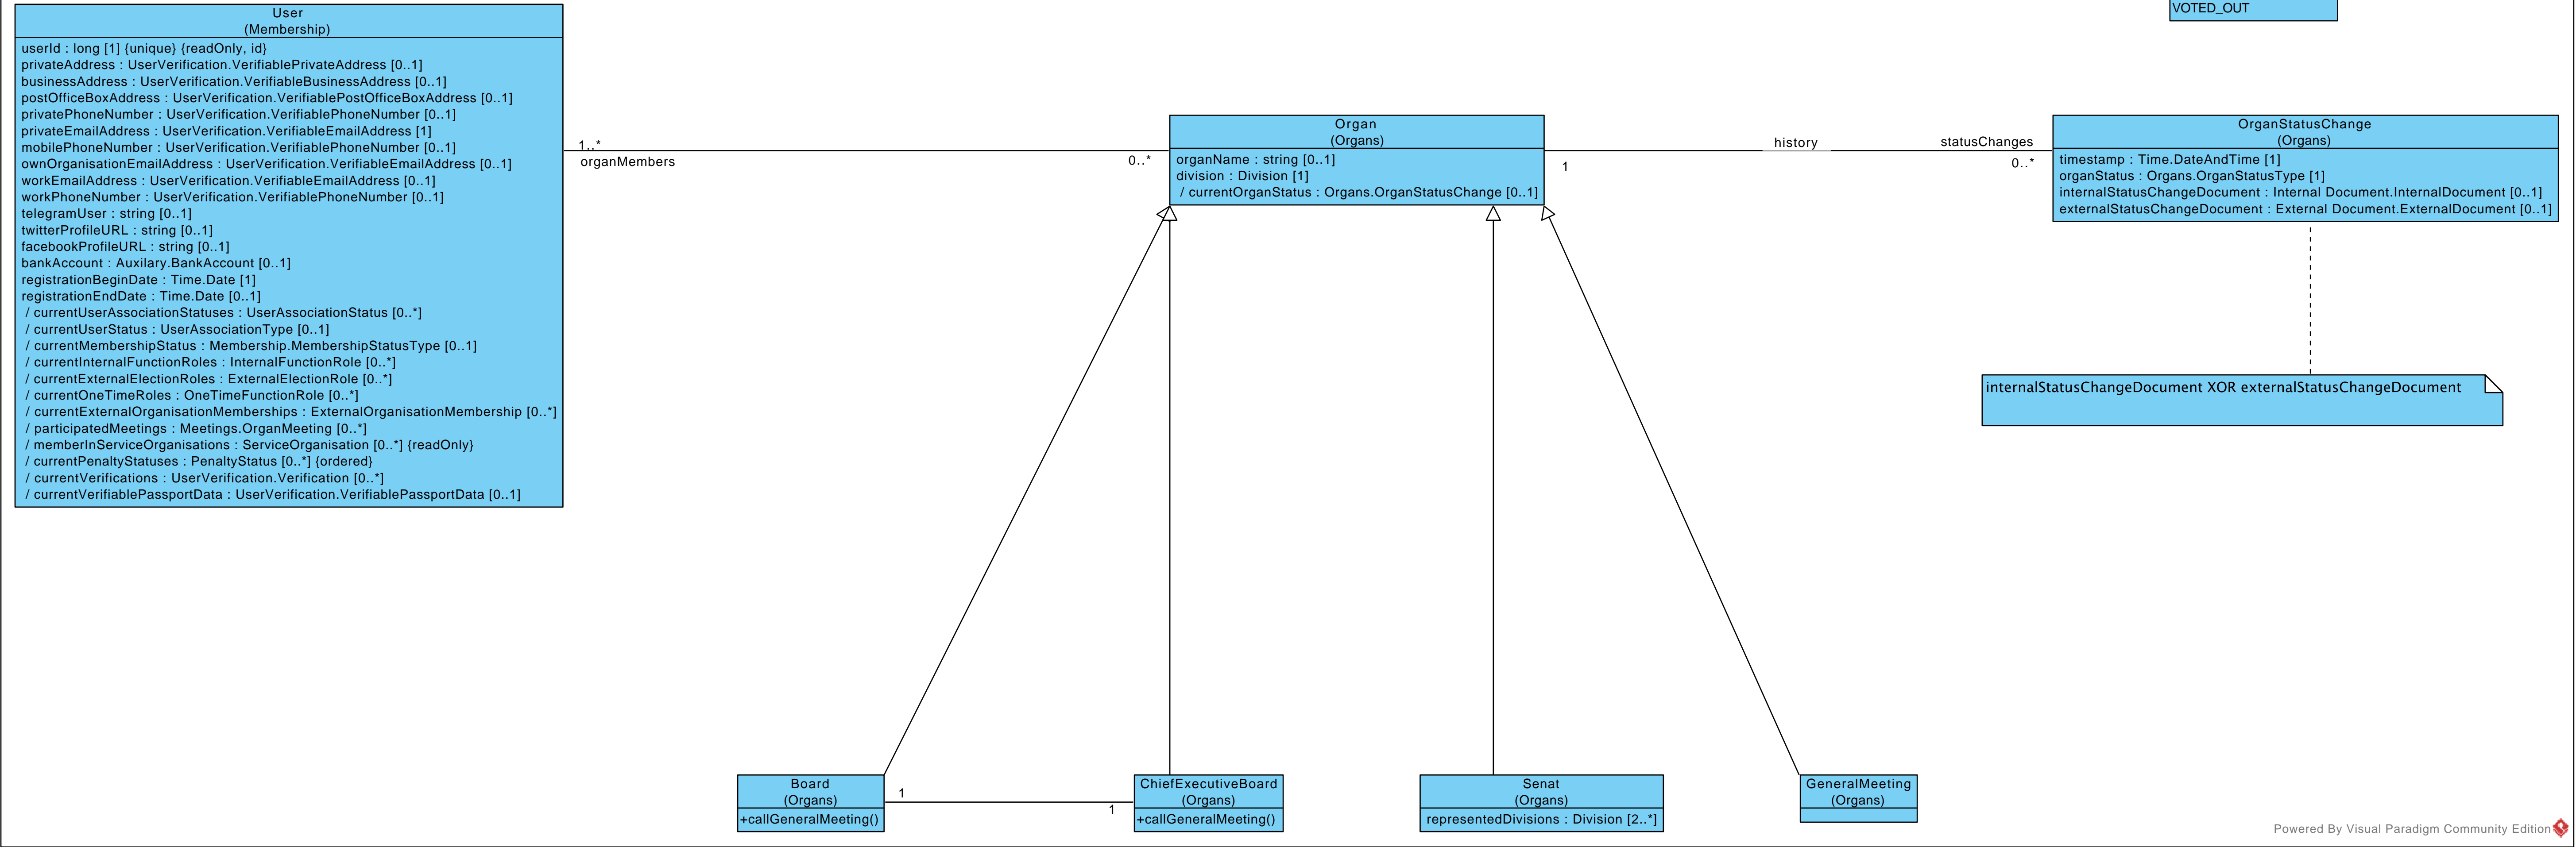 VOTED_OUT
User
(Membership)
userId : long [1] {unique} {readOnly, id}
privateAddress : UserVerification.VerifiablePrivateAddress [0..1]
businessAddress : UserVerification.VerifiableBusinessAddress [0..1]
postOfficeBoxAddress : UserVerification.VerifiablePostOfficeBoxAddress [0..1]
privatePhoneNumber : UserVerification.VerifiablePhoneNumber [0..1]
privateEmailAddress : UserVerification.VerifiableEmailAddress [1]
mobilePhoneNumber : UserVerification.VerifiablePhoneNumber [0..1]
ownOrganisationEmailAddress : UserVerification.VerifiableEmailAddress [0..1]
workEmailAddress : UserVerification.VerifiableEmailAddress [0..1]
workPhoneNumber : UserVerification.VerifiablePhoneNumber [0..1]
telegramUser : string [0..1]
twitterProfileURL : string [0..1]
facebookProfileURL : string [0..1]
bankAccount : Auxilary.BankAccount [0..1]
registrationBeginDate : Time.Date [1]
registrationEndDate : Time.Date [0..1]
/ currentUserAssociationStatuses : UserAssociationStatus [0..*]
/ currentUserStatus : UserAssociationType [0..1]
/ currentMembershipStatus : Membership.MembershipStatusType [0..1]
/ currentInternalFunctionRoles : InternalFunctionRole [0..*]
/ currentExternalElectionRoles : ExternalElectionRole [0..*]
/ currentOneTimeRoles : OneTimeFunctionRole [0..*]
/ currentExternalOrganisationMemberships : ExternalOrganisationMembership [0..*]
/ participatedMeetings : Meetings.OrganMeeting [0..*]
/ memberInServiceOrganisations : ServiceOrganisation [0..*] {readOnly}
/ currentPenaltyStatuses : PenaltyStatus [0..*] {ordered}
/ currentVerifications : UserVerification.Verification [0..*]
/ currentVerifiablePassportData : UserVerification.VerifiablePassportData [0..1]
1..*
organMembers
0..*
Organ
(Organs)
organName : string [0..1]
division : Division [1]
/ currentOrganStatus : Organs.OrganStatusChange [0..1]
1
history
statusChanges
0..*
OrganStatusChange
(Organs)
timestamp : Time.DateAndTime [1]
organStatus : Organs.OrganStatusType [1]
internalStatusChangeDocument : Internal Document.InternalDocument [0..1]
externalStatusChangeDocument : External Document.ExternalDocument [0..1]
internalStatusChangeDocument XOR externalStatusChangeDocument
Board
(Organs)
+callGeneralMeeting()
1
1
ChiefExecutiveBoard
(Organs)
+callGeneralMeeting()
Senat
(Organs)
representedDivisions : Division [2..*]
GeneralMeeting
(Organs)
Powered By Visual Paradigm Community Edition